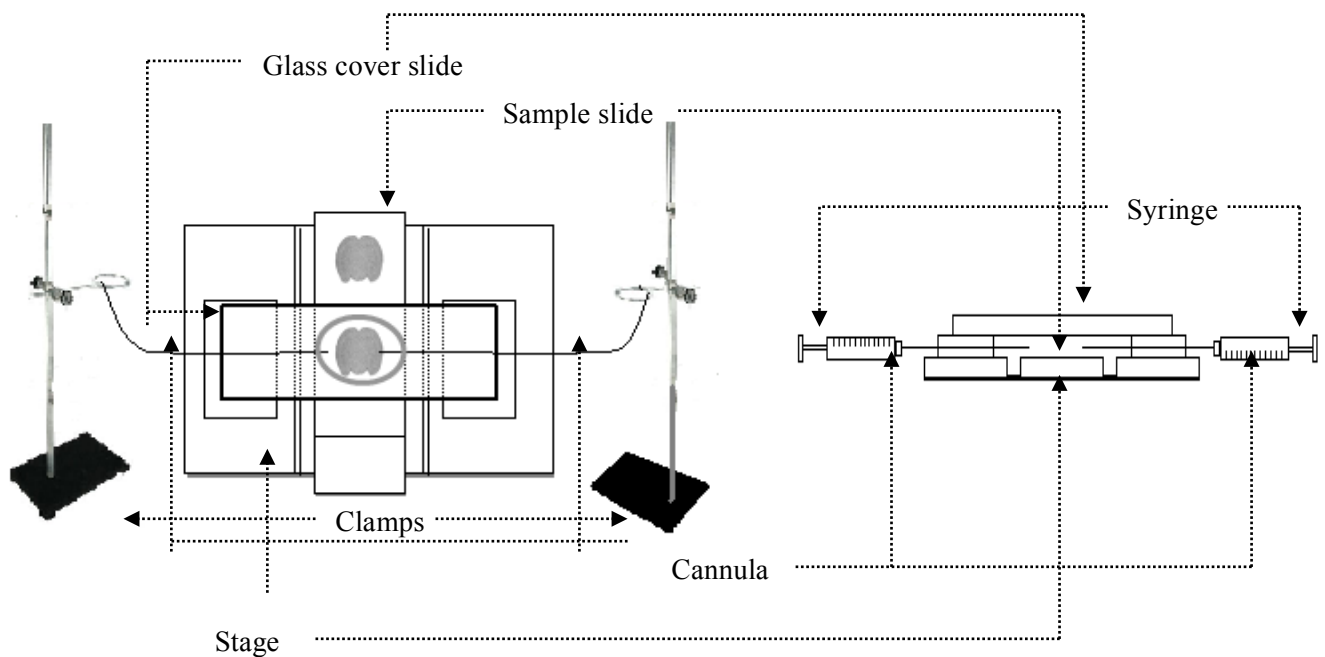 Glass cover slide
Sample slide
Syringe
Clamps
Cannula
Stage